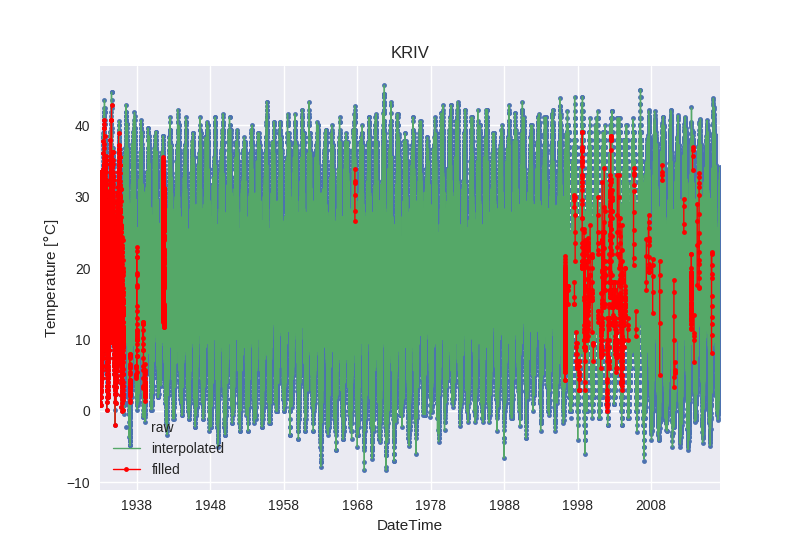 KRIV
Temperature [°C]
40
30
20
10
0
−10
raw
interpolated
filled
1938 1948 1958 1968 1978 1988 1998 2008
DateTime